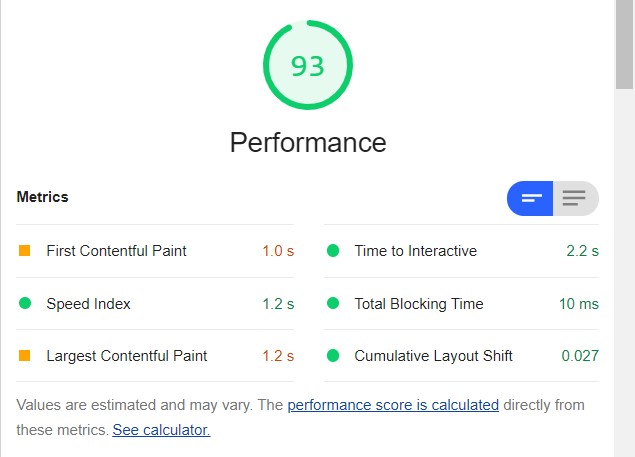 93
Performance
Metrics
First Contentful Paint 1.0 s
Time to Interactive 2.2 s
Speed Index 1.2 s
Total Blocking Time 10 ms
Largest Contentful Paint 1.2 s
Cumulative Layout Shift 0.027
Values are estimated and may vary. The performance score is calculated directly from
these metrics. See calculator.